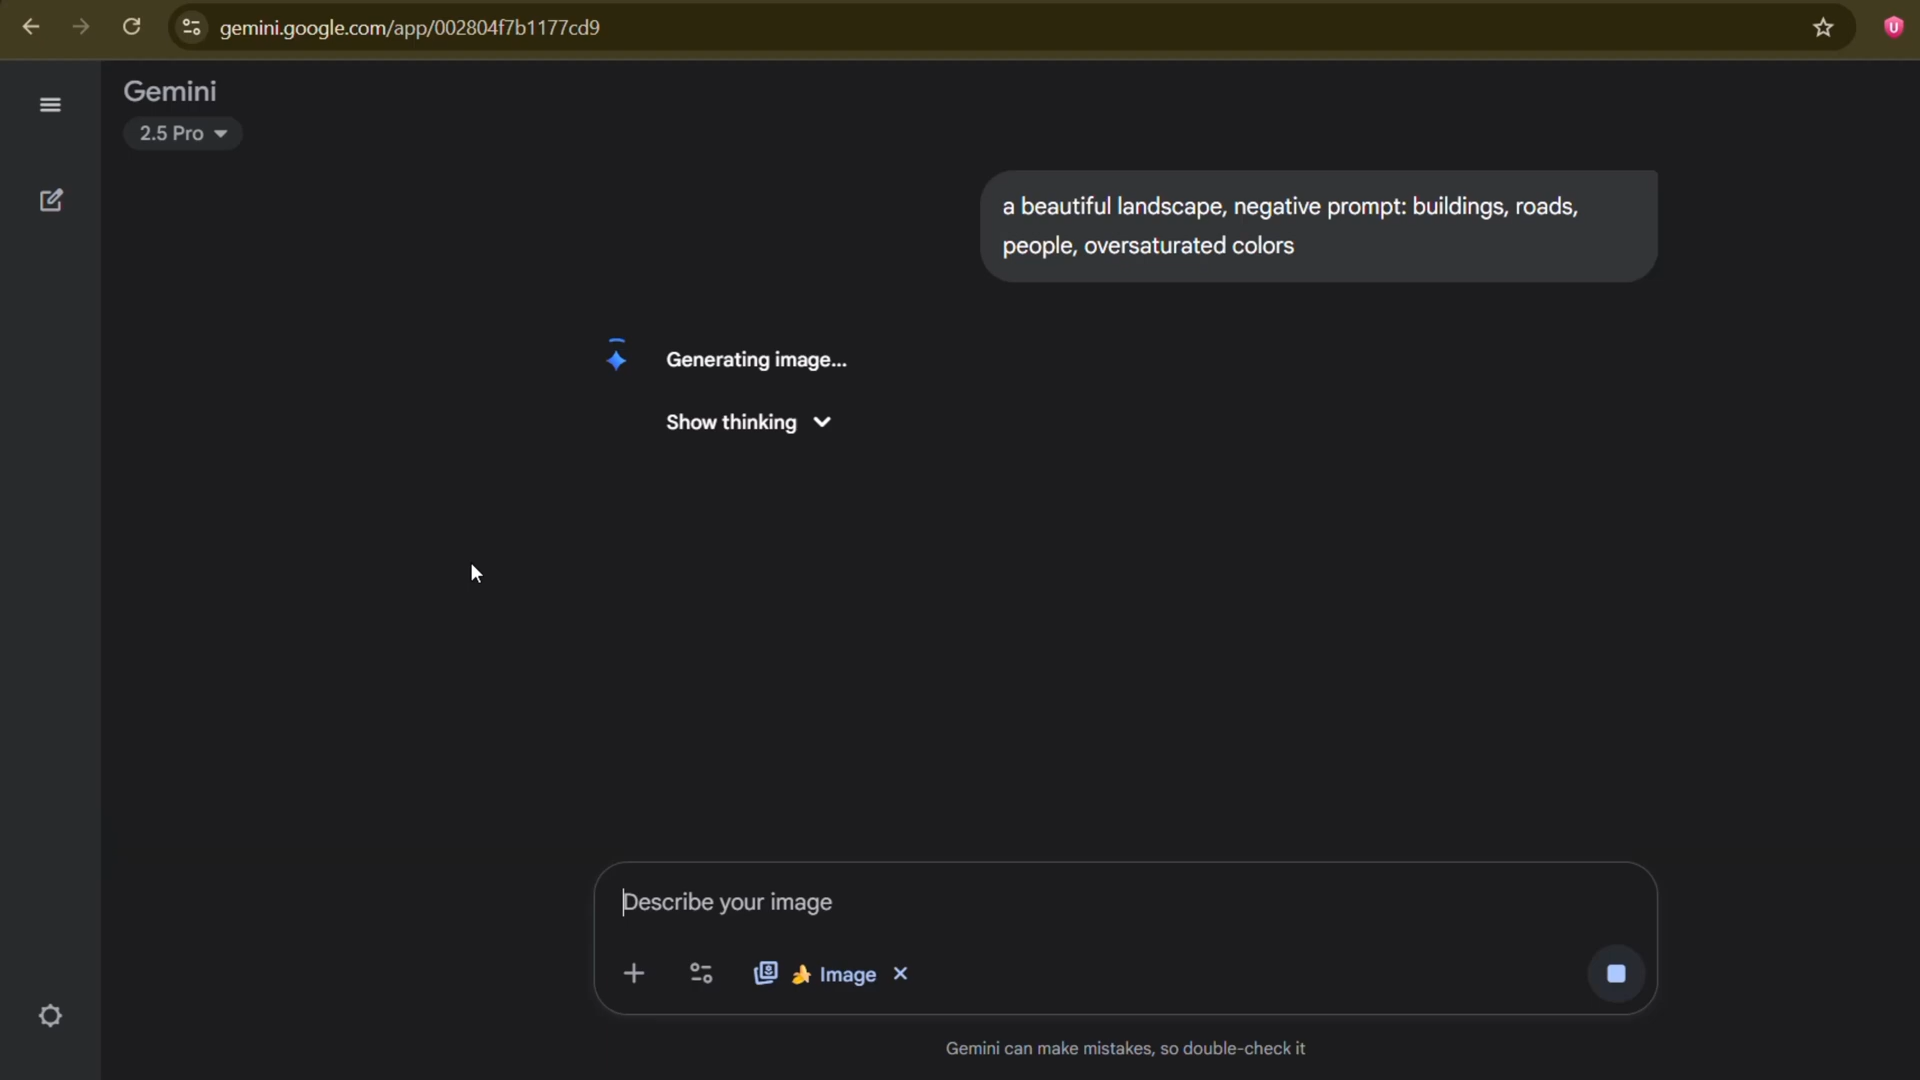 gemini.google.com/app/002804f7b1177cd9
U
Gemini
2.5 Pro
a beautiful landscape, negative prompt: buildings, roads,
people, oversaturated colors
Generating image...
Show thinking
Describe your image
Image
Gemini can make mistakes, so double-check it